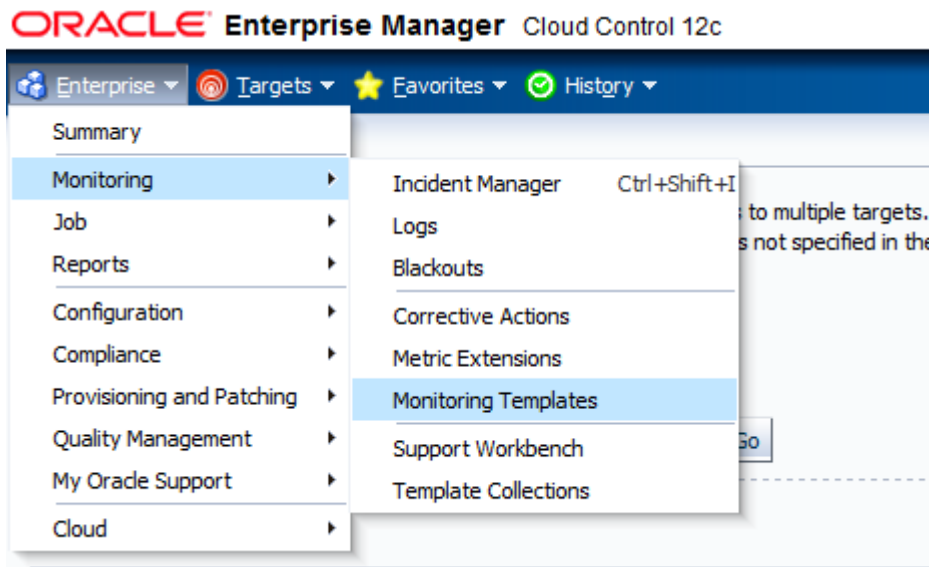 ORACLE Enterprise Manager Cloud Control 12c
Enterprise Targets Favorites History
Summary
Monitoring
Job
Reports
Configuration
Compliance
Provisioning and Patching
Quality Management
My Oracle Support
Cloud
Incident Manager Ctrl+Shift+I
Logs
Blackouts
Corrective Actions
Metric Extensions
Monitoring Templates
Support Workbench
Template Collections
to multiple targets.
s not specified in the
Go